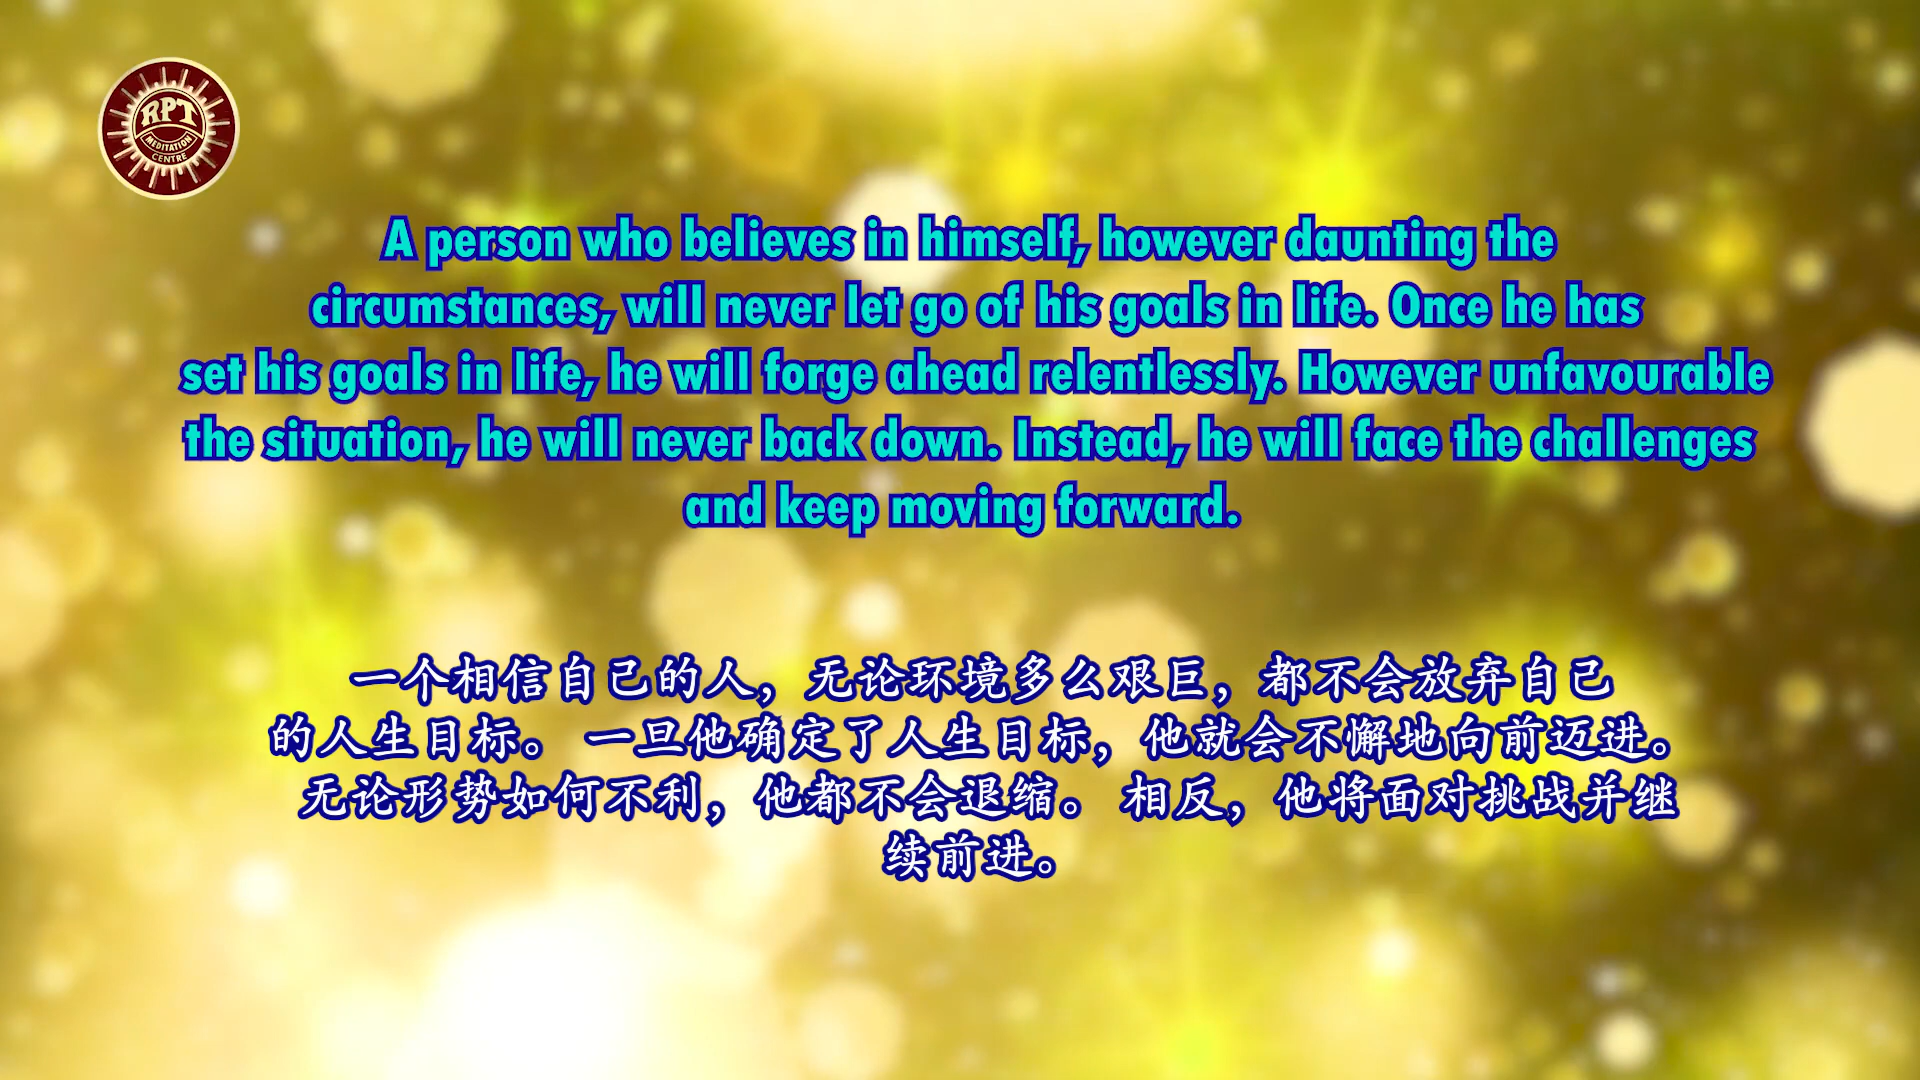 RPT
MEDITATION
CENTRE
A person who believes in himself, however daunting the
circumstances, will never let go of his goals in life. Once he has
set his goals in life, he will forge ahead relentlessly. However unfavourable
the situation, he will never back down. Instead, he will face the challenges
and keep moving forward.
一个相信自己的人，无论环境多么艰巨，都不会放弃自己
的人生目标。 一旦他确定了人生目标，他就会不懈地向前迈进。
无论形势如何不利，他都不会退缩。 相反，他将面对挑战并继
续前进。